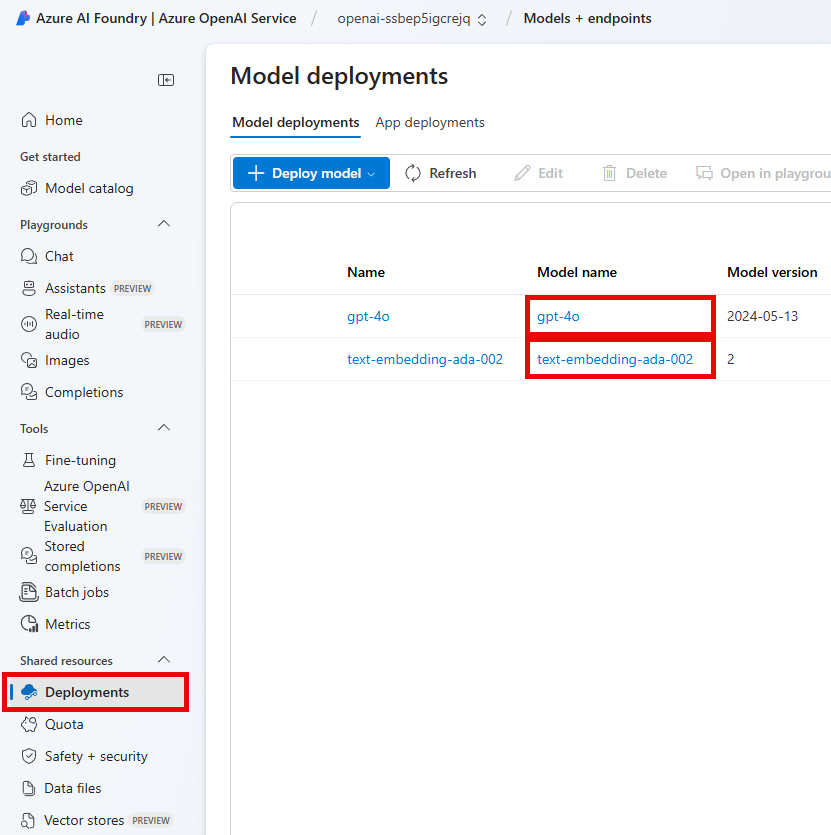 Azure AI Foundry | Azure OpenAI Service / openai-ssbep5igcrejq / Models + endpoints
Home
Get started
Model catalog
Playgrounds
Chat
Assistants PREVIEW
Real-time
audio
PREVIEW
Images
Completions
Tools
Fine-tuning
Azure OpenAI
Service
Evaluation
PREVIEW
Stored
completions
PREVIEW
Batch jobs
Metrics
Shared resources
Deployments
Quota
Safety + security
Data files
Vector stores PREVIEW
Model deployments
Model deployments App deployments
Deploy model Refresh Edit Delete Open in playgrou
Name Model name Model version
gpt-4o gpt-4o 2024-05-13
text-embedding-ada-002 text-embedding-ada-002 2